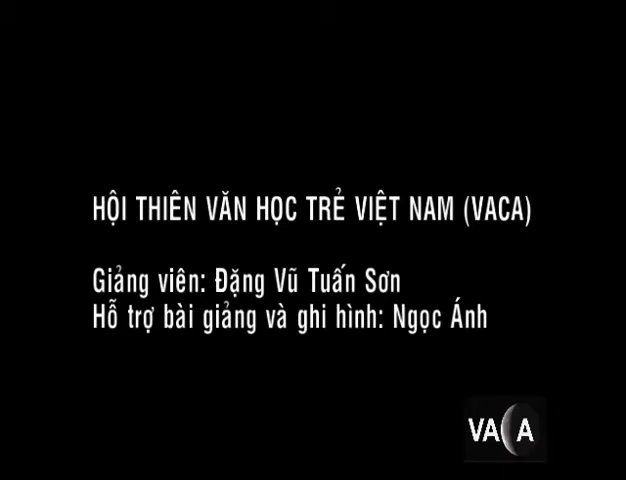 HỘI THIÊN VĂN HỌC TRẺ VIỆT NAM (VACA)
Giảng viên: Đặng Vũ Tuấn Sơn
Hỗ trợ bài giảng và ghi hình: Ngọc Ánh
VACA